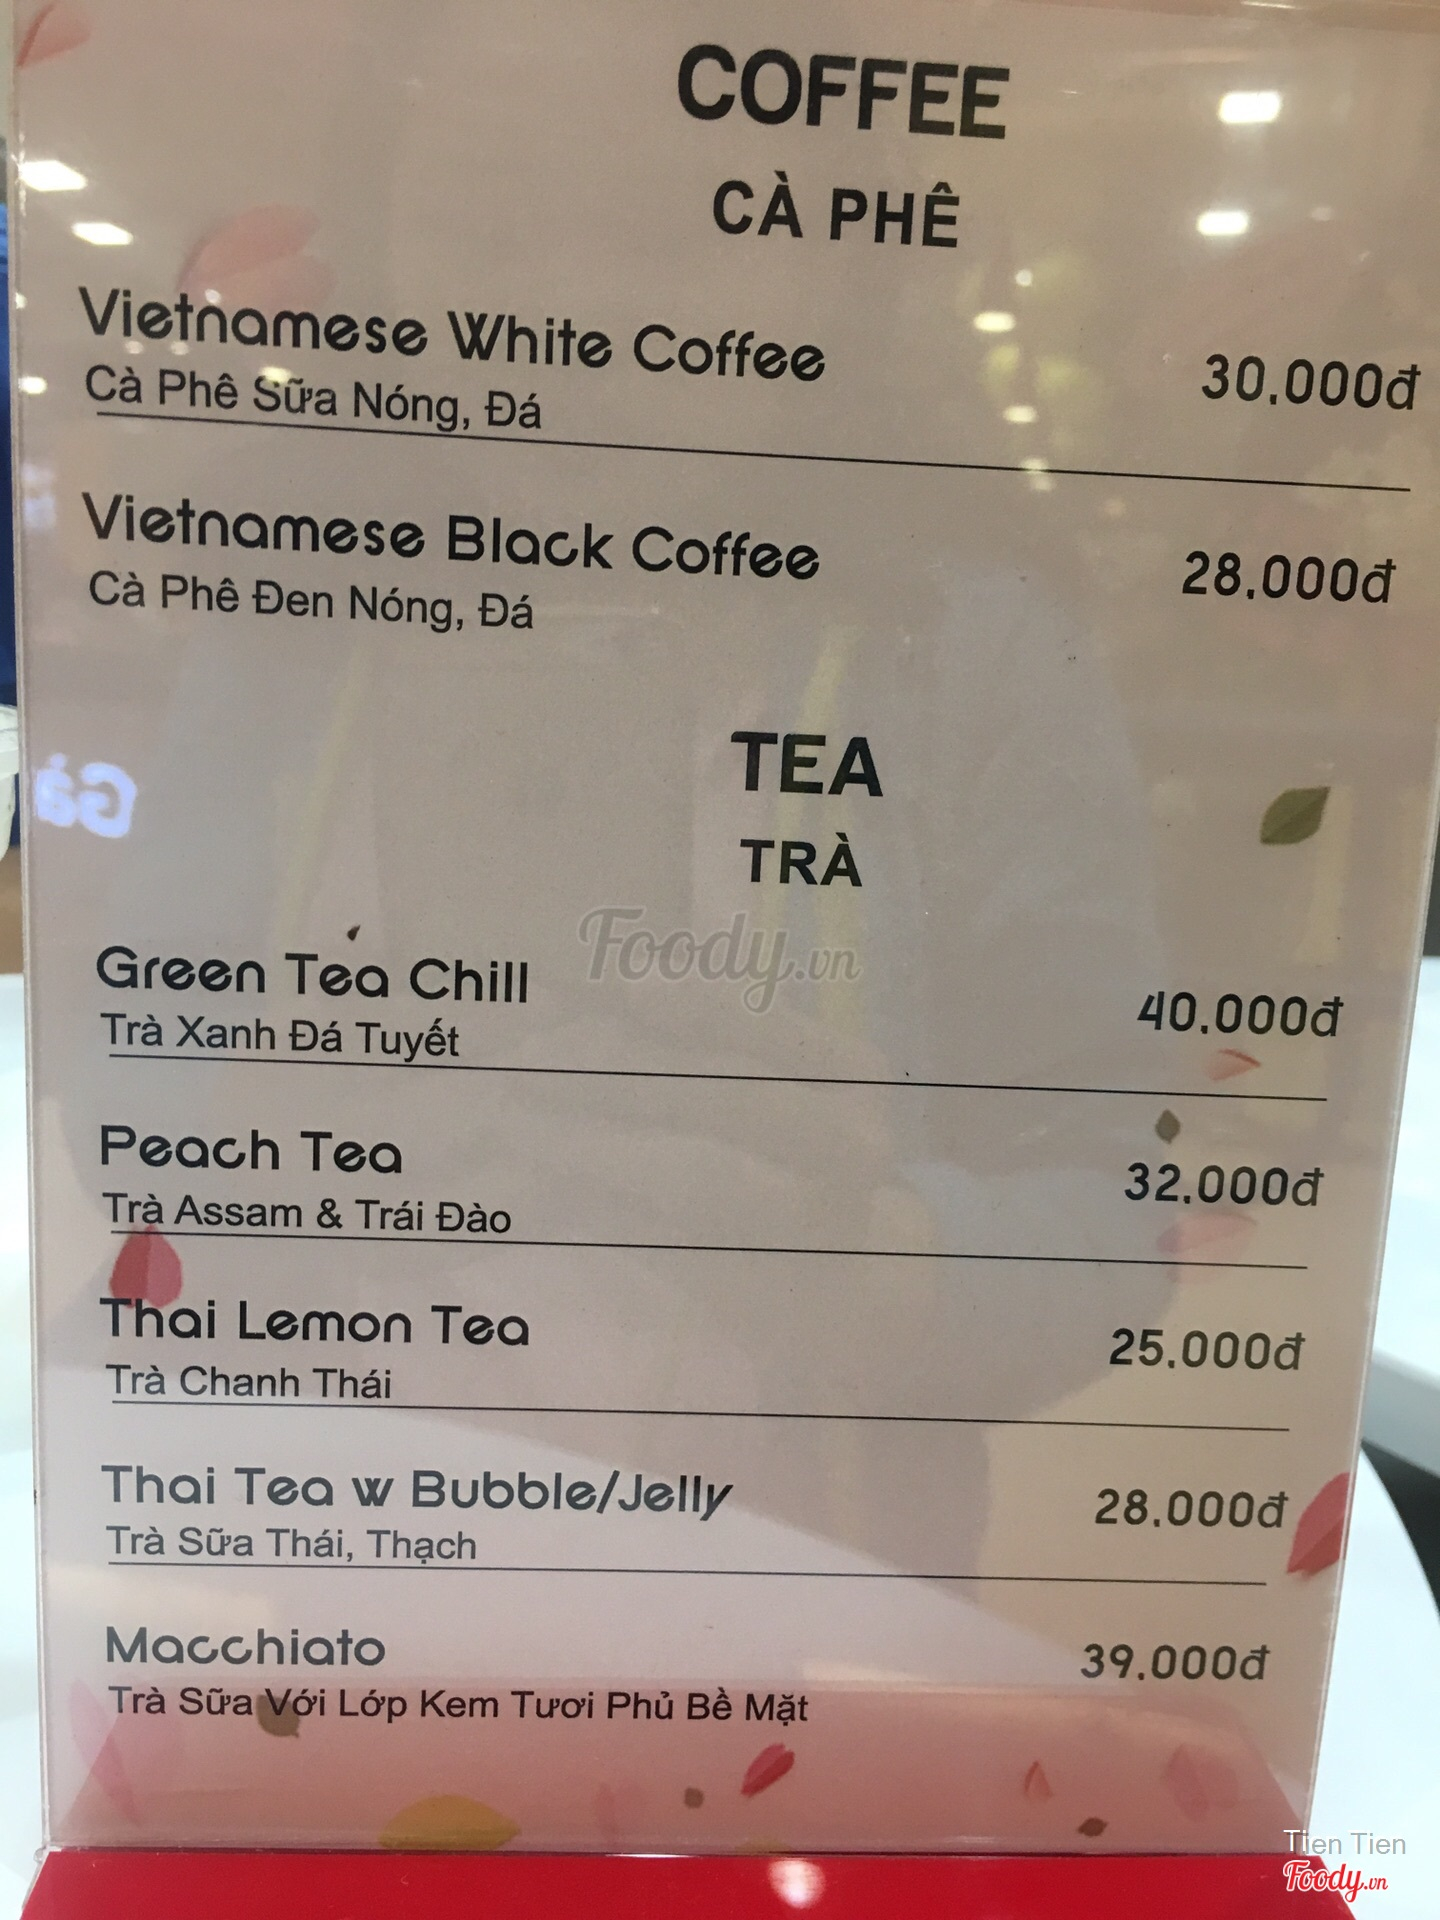 COFFEE
CÀ PHÊ
Vietnamese White Coffee 30.000đ
Cà Phê Sữa Nóng, Đá
Vietnamese Black Coffee 28.000đ
Cà Phê Đen Nóng, Đá
TEA
TRÀ
Gà
Foody.vn
Green Tea Chill 40.000đ
Trà Xanh Đá Tuyết
Peach Tea 32.000đ
Trà Assam & Trái Đào
Thai Lemon Tea 25.000đ
Trà Chanh Thái
Thai Tea w Bubble/Jelly 28.000đ
Trà Sữa Thái, Thạch
Macchiato 39.000đ
Trà Sữa Với Lớp Kem Tươi Phủ Bề Mặt
Tien Tien
Foody.vn